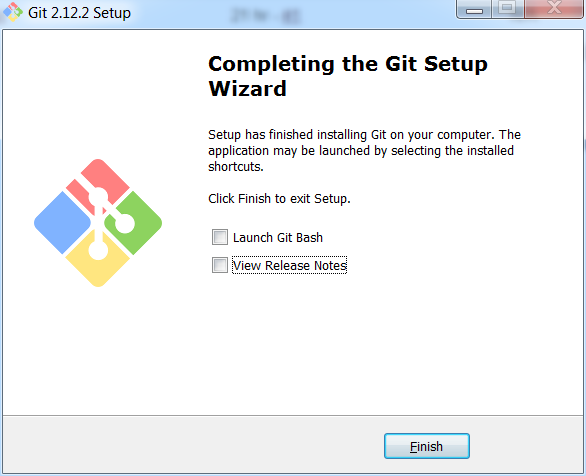 Git 2.12.2 Setup
Completing the Git Setup
Wizard
Setup has finished installing Git on your computer. The
application may be launched by selecting the installed
shortcuts.
Click Finish to exit Setup.
Launch Git Bash
View Release Notes
Finish